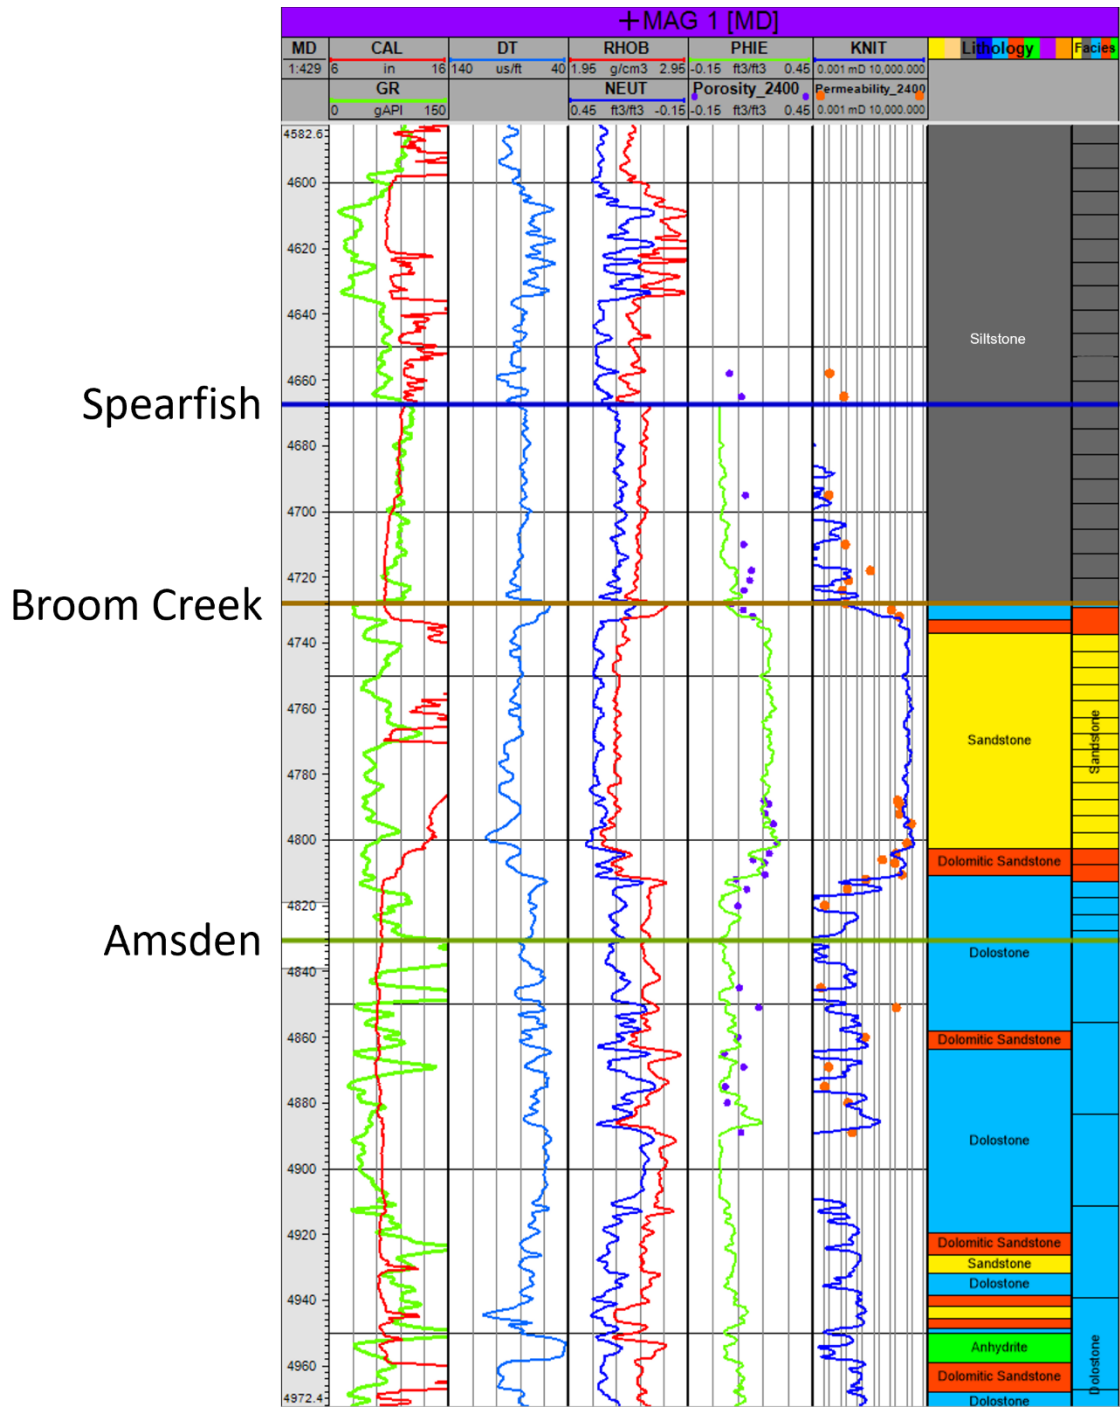 +MAG 1 [MD]
MD CAL DT RHOB PHIE KNIT Lithology Facies
1:429 6 in 16 140 us/ft 40 1.95 g/cm3 2.95 -0.15 ft3/ft3 0.45 0.001 mD 10,000.000
GR NEUT Porosity_2400 Permeability_2400
0 gAPI 150 0.45 ft3/ft3 -0.15 -0.15 ft3/ft3 0.45 0.001 mD 10,000.000
4582.6
4600
4620
4640
Siltstone
4660
Spearfish
4680
4700
4720
Broom Creek
4740
4760
Sandstone Sandstone
4780
4800
Dolomitic Sandstone
4820
Amsden
Dolostone
4840
4860 Dolomitic Sandstone
4880
Dolostone
4900
4920
Dolomitic Sandstone
Sandstone
Dolostone
4940
Anhydrite
4960
Dolomitic Sandstone Dolostone
4972.4 Dolostone